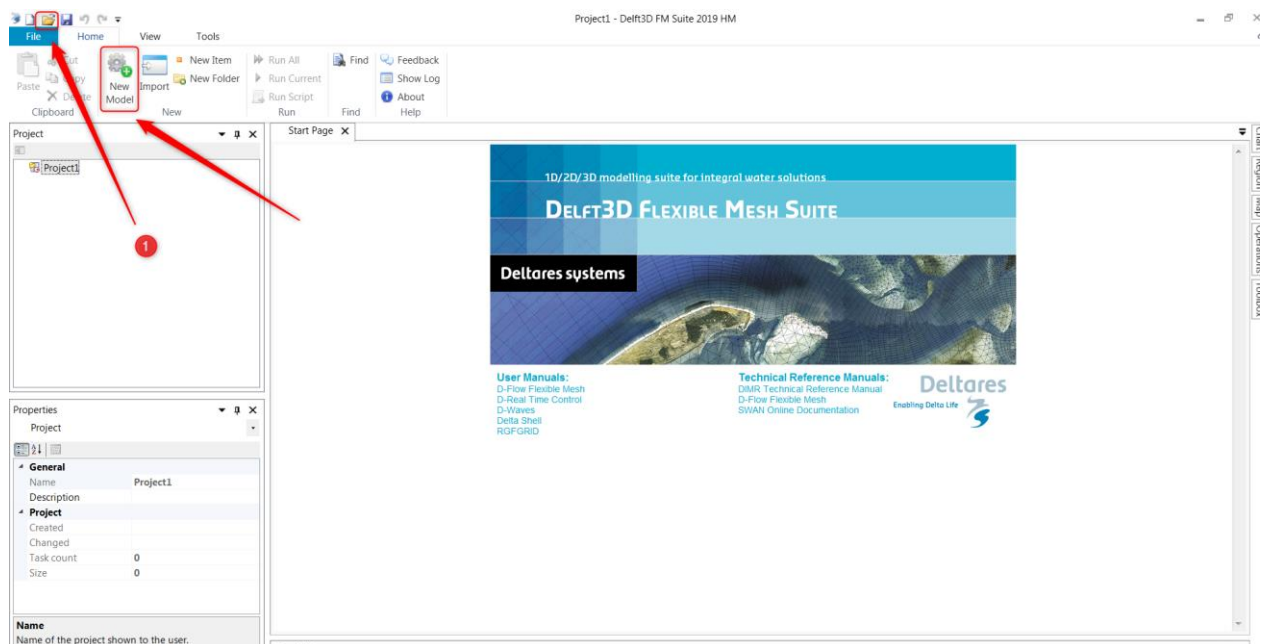 Project1 - Delft3D FM Suite 2019 HM
File Home View Tools
Cut
Copy
Delete
Paste
Clipboard
New Model
Import
New Item
New Folder
New
Run All
Run Current
Run Script
Run
Find
Find
Feedback
Show Log
About
Help
Project
Project1
1
Start Page
1D/2D/3D modelling suite for integral water solutions
DELFT3D FLEXIBLE MESH SUITE
Deltares systems
User Manuals:
D-Flow Flexible Mesh
D-Real Time Control
D-Waves
Delta Shell
RGFGRID
Technical Reference Manuals:
DIMR Technical Reference Manual
D-Flow Flexible Mesh
SWAN Online Documentation
Deltares
Enabling Delta Life
Chart
Region
Map
Operations
Toolbox
Properties
Project
General
Name Project1
Description
Project
Created
Changed
Task count 0
Size 0
Name
Name of the project shown to the user.